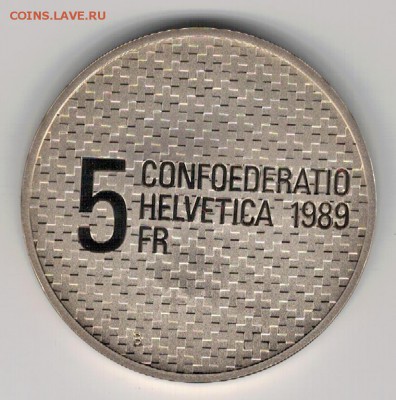 COINS.LAVE.RU
5 CONFOEDERATIO
HELVETICA 1989
FR